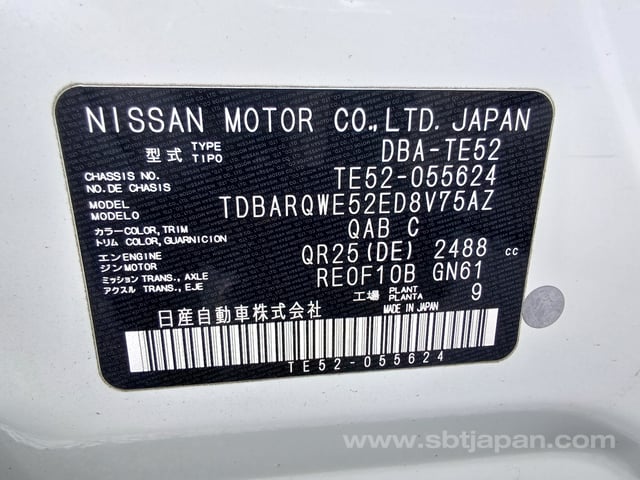 NISSAN MOTOR CO.,LTD. JAPAN
型式 TYPE TIPO DBA-TE52
CHASSIS NO. NO. DE CHASIS TE52-055624
MODEL MODELO TDBARQWE52ED8V75AZ
カラー COLOR, TRIM
トリム COLOR, GUARNICION QAB C
エンENGINE
ジンMOTOR QR25(DE) 2488 cc
ミッション TRANS., AXLE
アクスル TRANS., EJE RE0F10B GN61
工場 PLANT PLANTA 9
日産自動車株式会社 MADE IN JAPAN
TE52-055624
www.sbtjapan.com